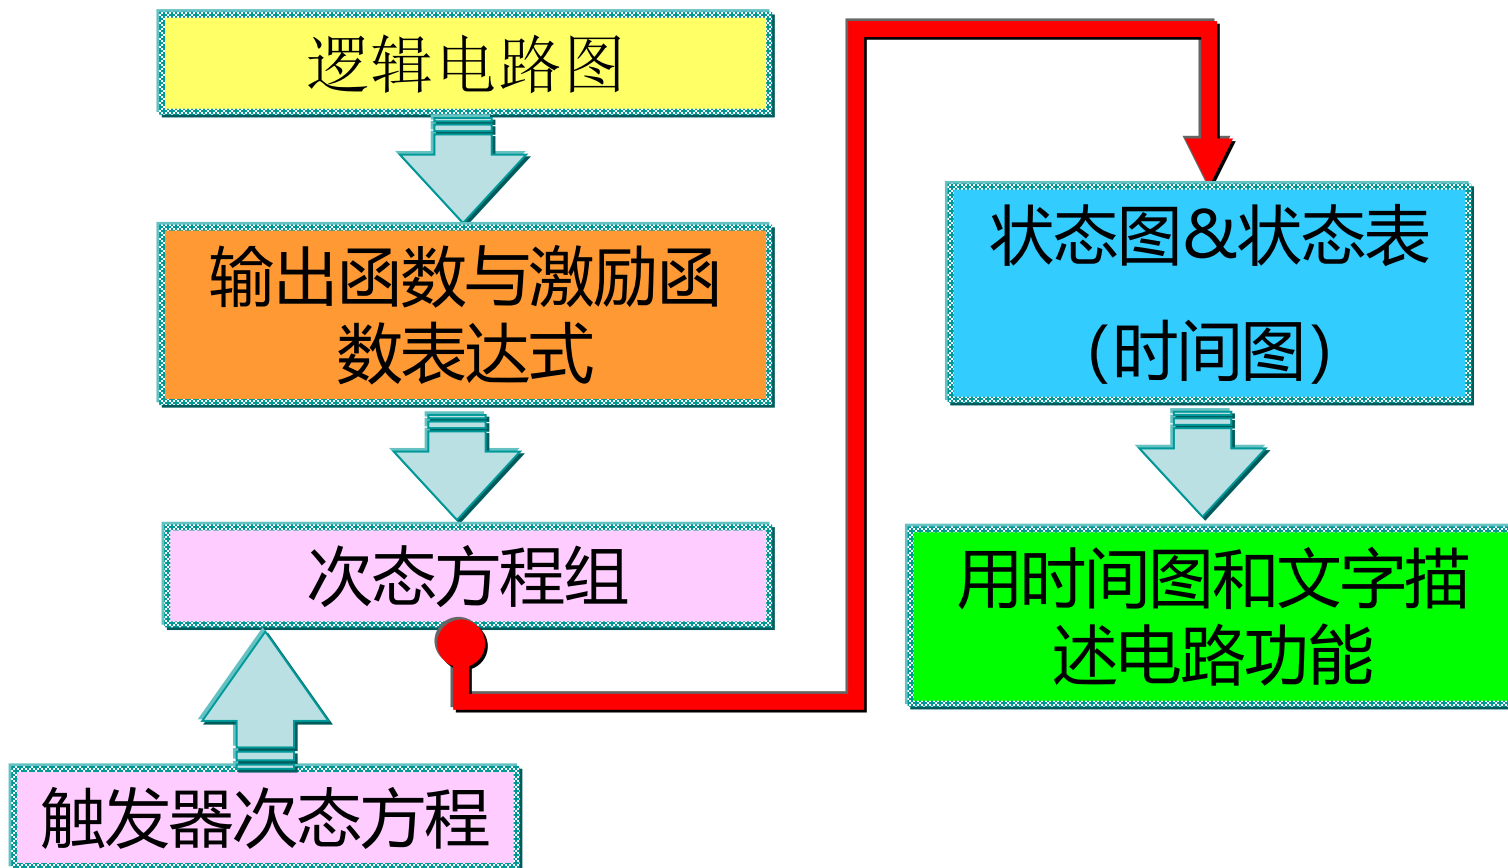 逻辑电路图
输出函数与激励函
数表达式
次态方程组
触发器次态方程
状态图&状态表
(时间图)
用时间图和文字描
述电路功能